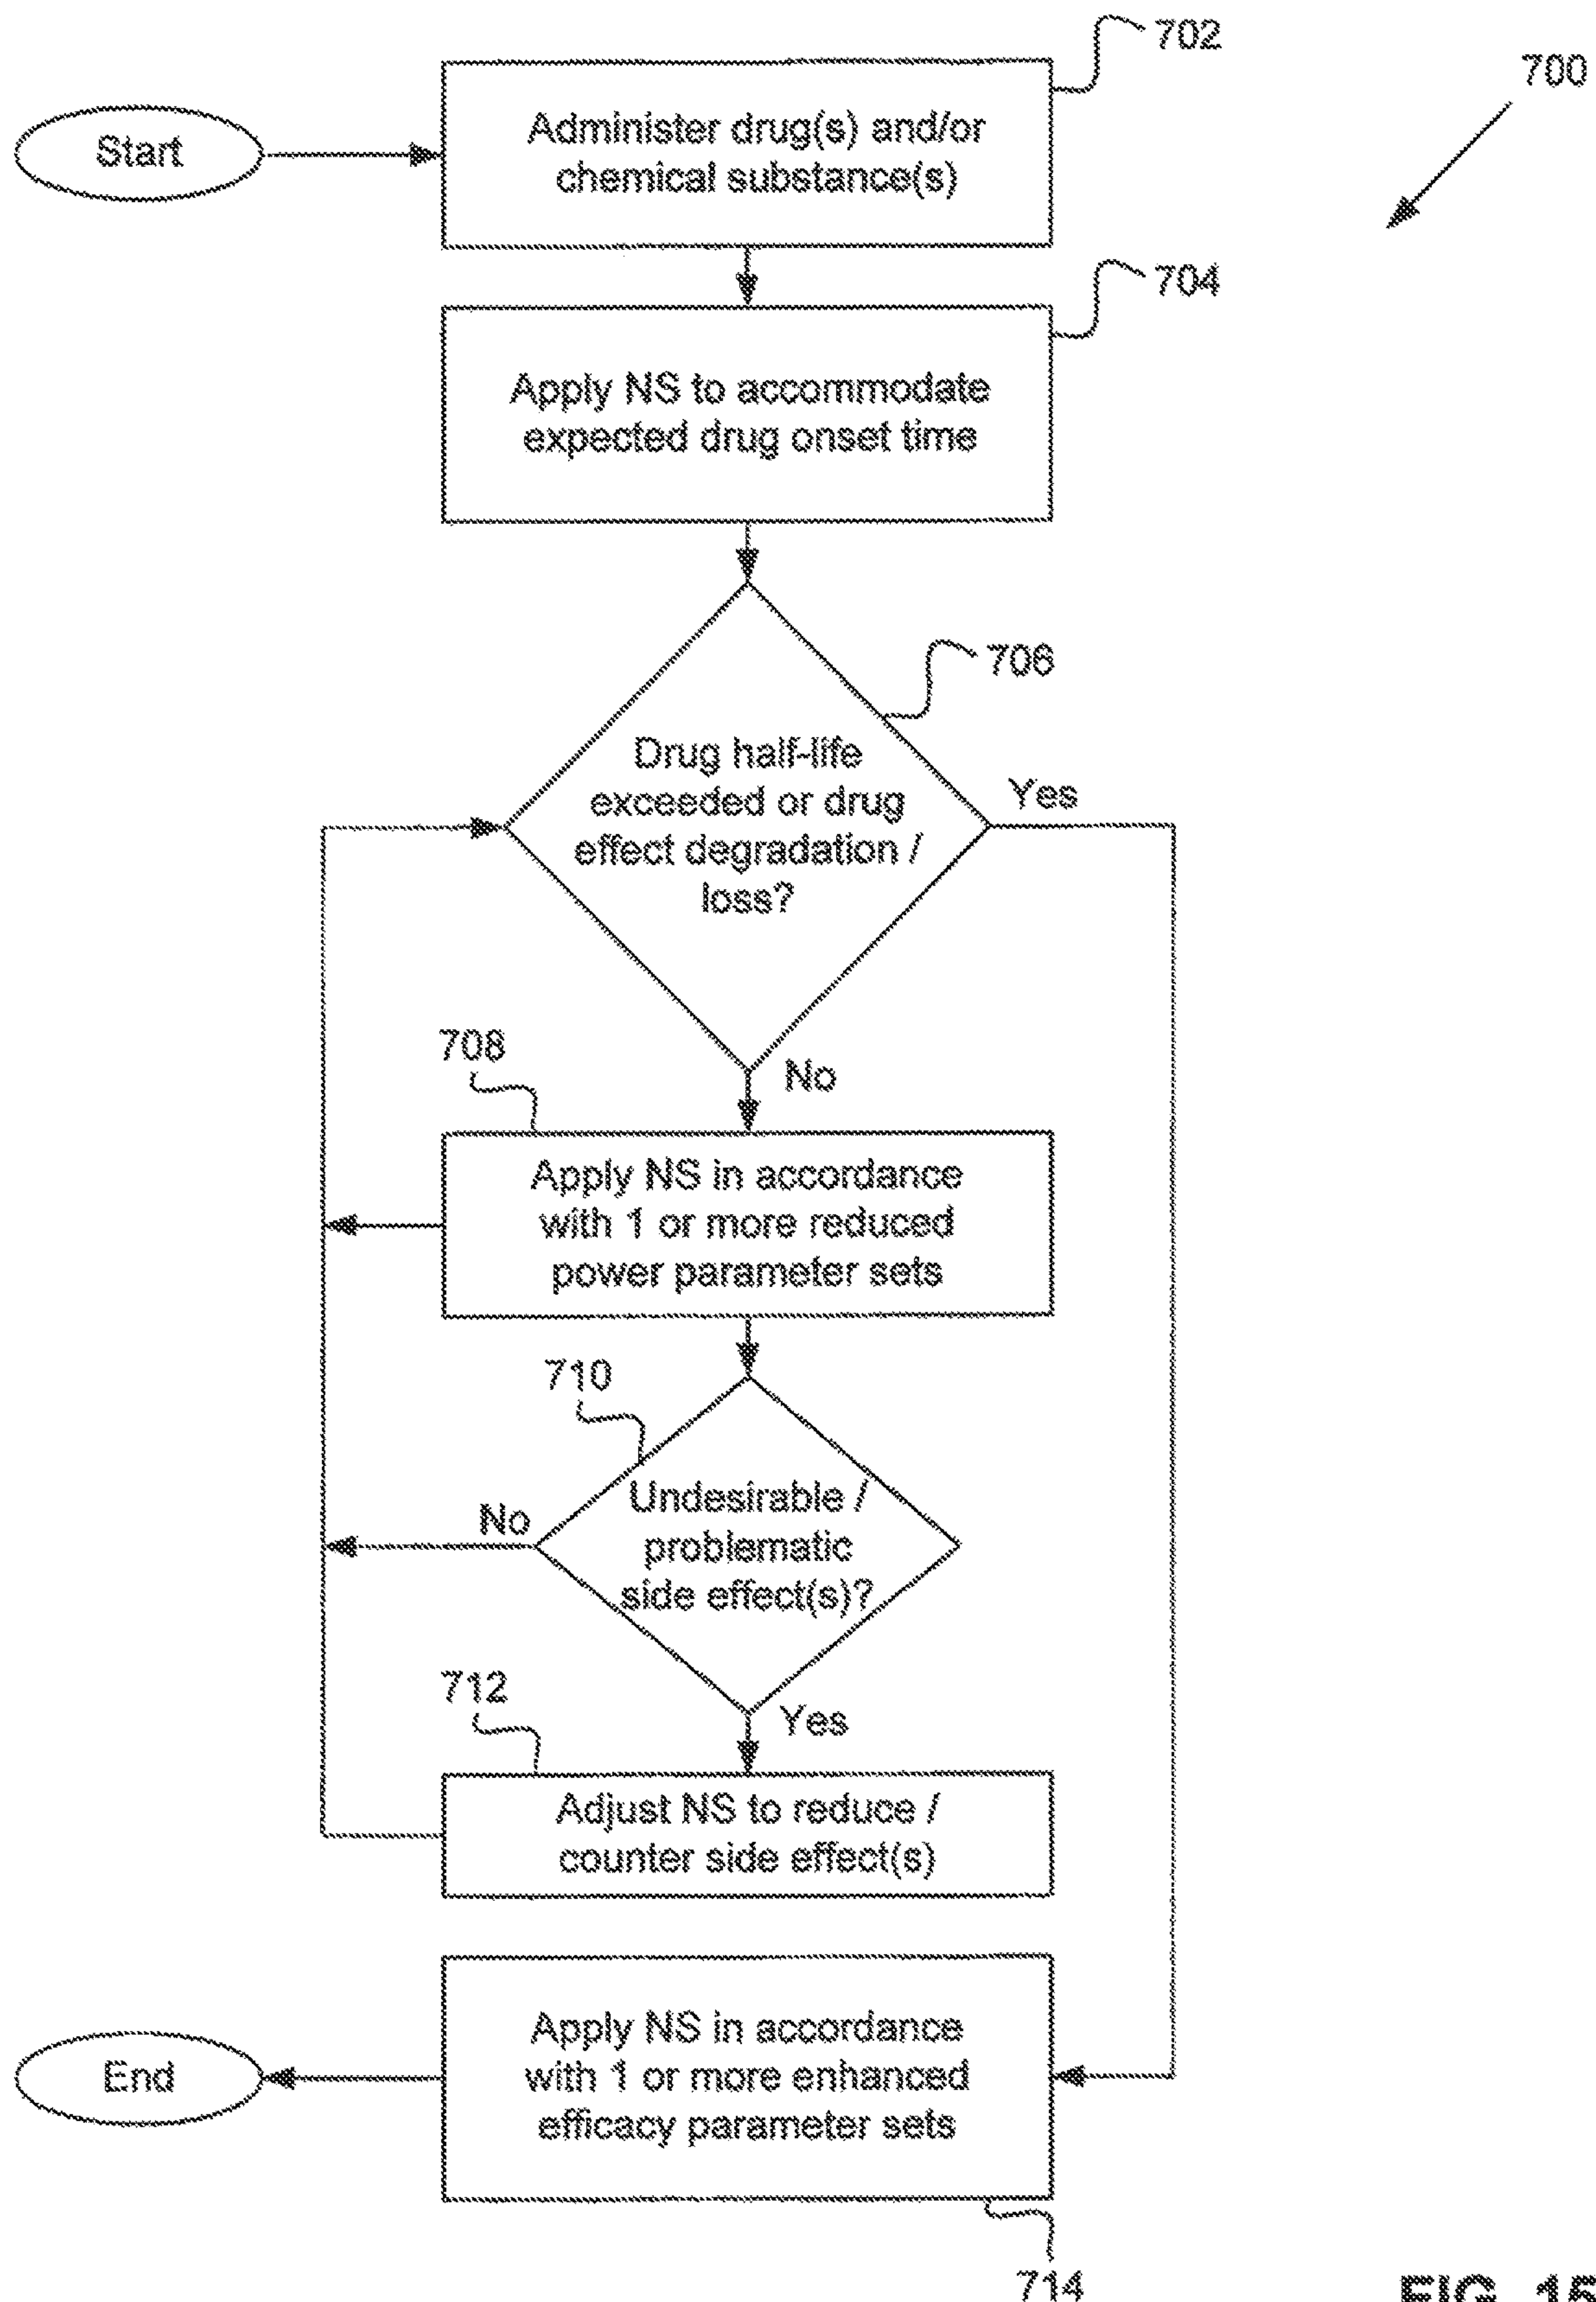 702
700
Start
Administer drug(s) and/or
chemical substance(s)
704
Apply NS to accommodate
expected drug onset time
706
Drug half-life
exceeded or drug
effect degradation /
loss?
Yes
No
708
Apply NS in accordance
with 1 or more reduced
power parameter sets
710
Undesirable /
problematic
side effect(s)?
No
Yes
712
Adjust NS to reduce /
counter side effect(s)
Apply NS in accordance
with 1 or more enhanced
efficacy parameter sets
End
714
FIG. 15